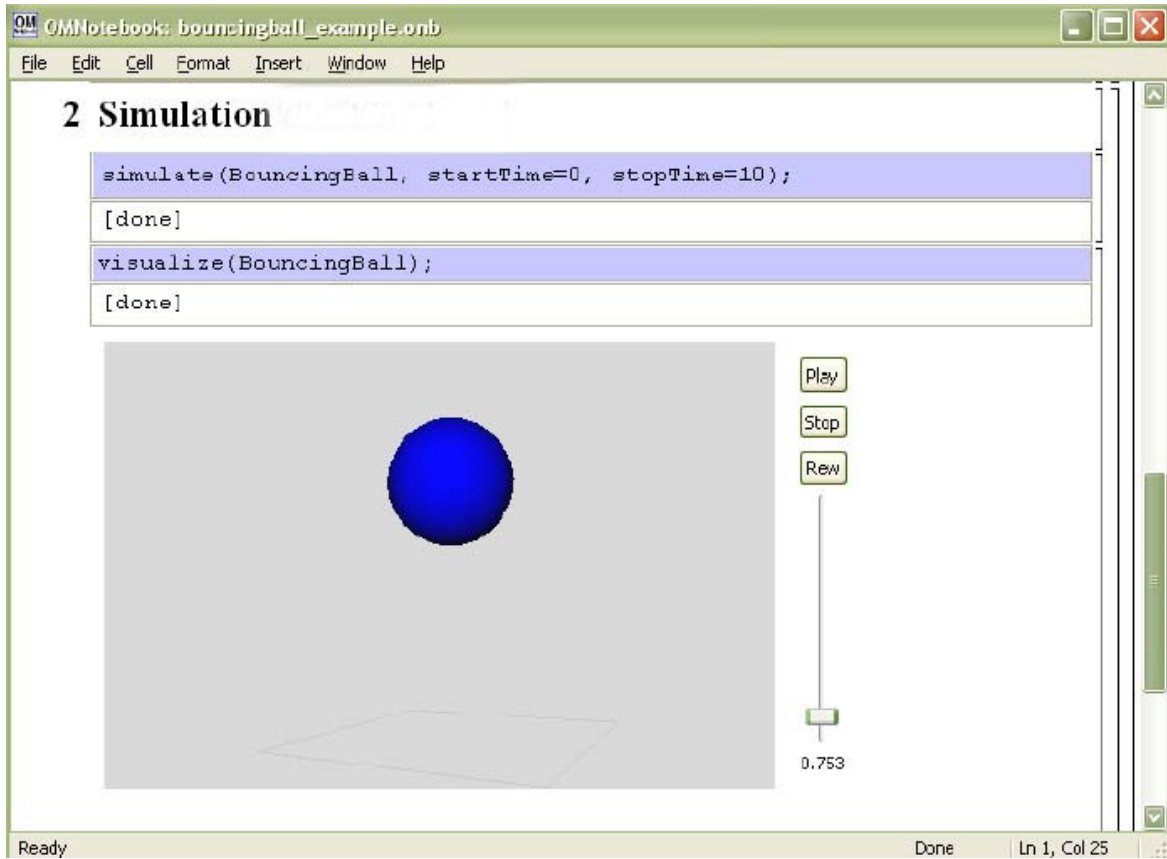 OMNotebook: bouncingball_example.onb
File Edit Cell Format Insert Window Help
2 Simulation
simulate(BouncingBall, startTime=0, stopTime=10);
[done]
visualize(BouncingBall);
[done]
Play
Stop
Rew
0.753
Ready Done Ln 1, Col 25